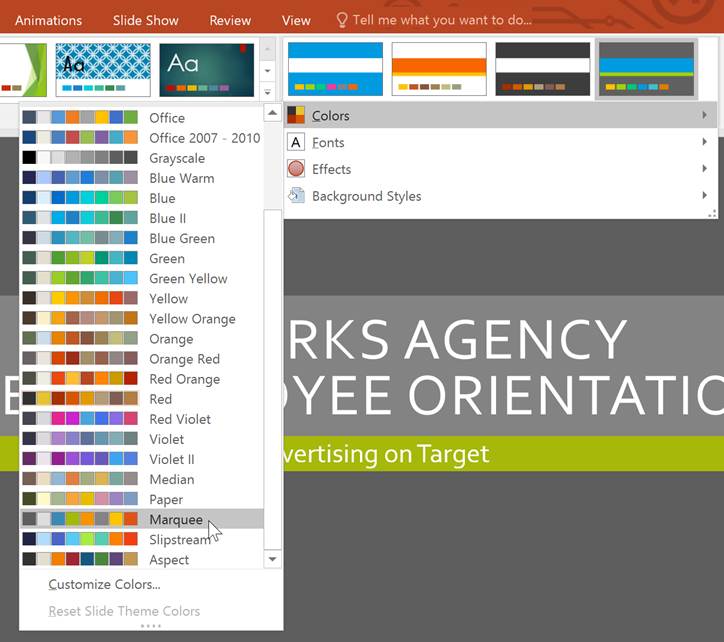 Animations Slide Show Review View Tell me what you want to do...
Aa Aa
Colors
Fonts
Effects
Background Styles
Office
Office 2007 - 2010
Grayscale
Blue Warm
Blue
Blue II
Blue Green
Green
Green Yellow
Yellow
Yellow Orange
Orange
Orange Red
Red Orange
Red
Red Violet
Violet
Violet II
Median
Paper
Marquee
Slipstream
Aspect
Customize Colors...
Reset Slide Theme Colors
RKS AGENCY
E OYEE ORIENTATIO
vertising on Target